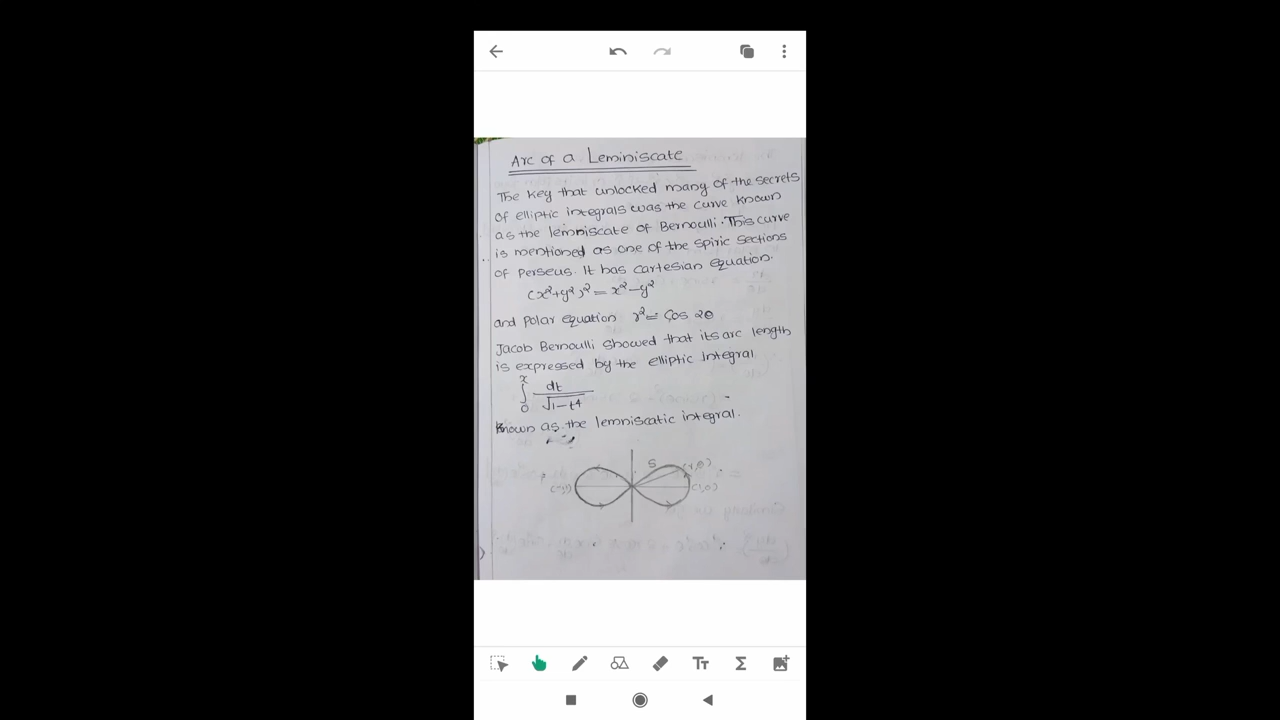 Arc of a Leminiscate
The key that unlocked many of the secrets
of elliptic integrals was the curve known
as the lemniscate of Bernoulli. This curve
is mentioned as one of the spiric sections
of perseus. It has cartesian equation.
(x²+y²)² = x²-y²
and polar equation r² = Cos 2θ
Jacob Bernoulli showed that its arc length
is expressed by the elliptic Integral.
x
∫ dt / √1-t⁴
0
Known as the lemniscatic integral.
S (r,θ)
(1,0)
Tт
Σ